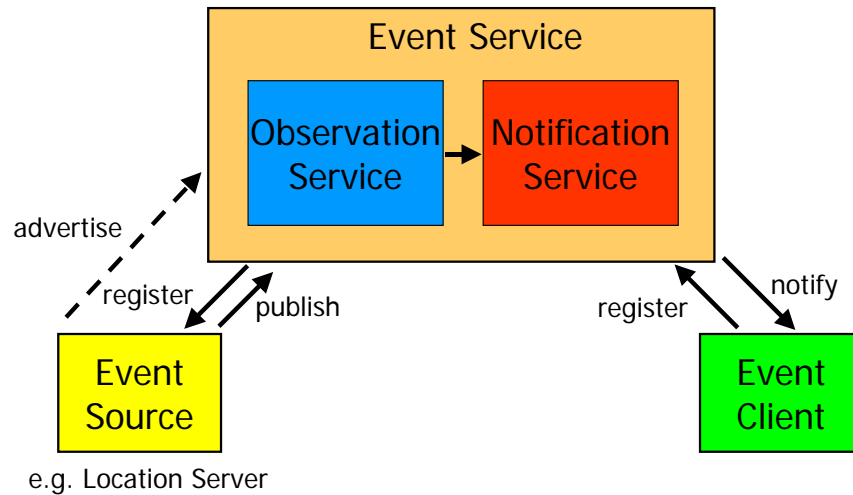 Event Service
Observation
Service
Notification
Service
advertise
register
publish
register
notify
Event
Source
Event
Client
e.g. Location Server